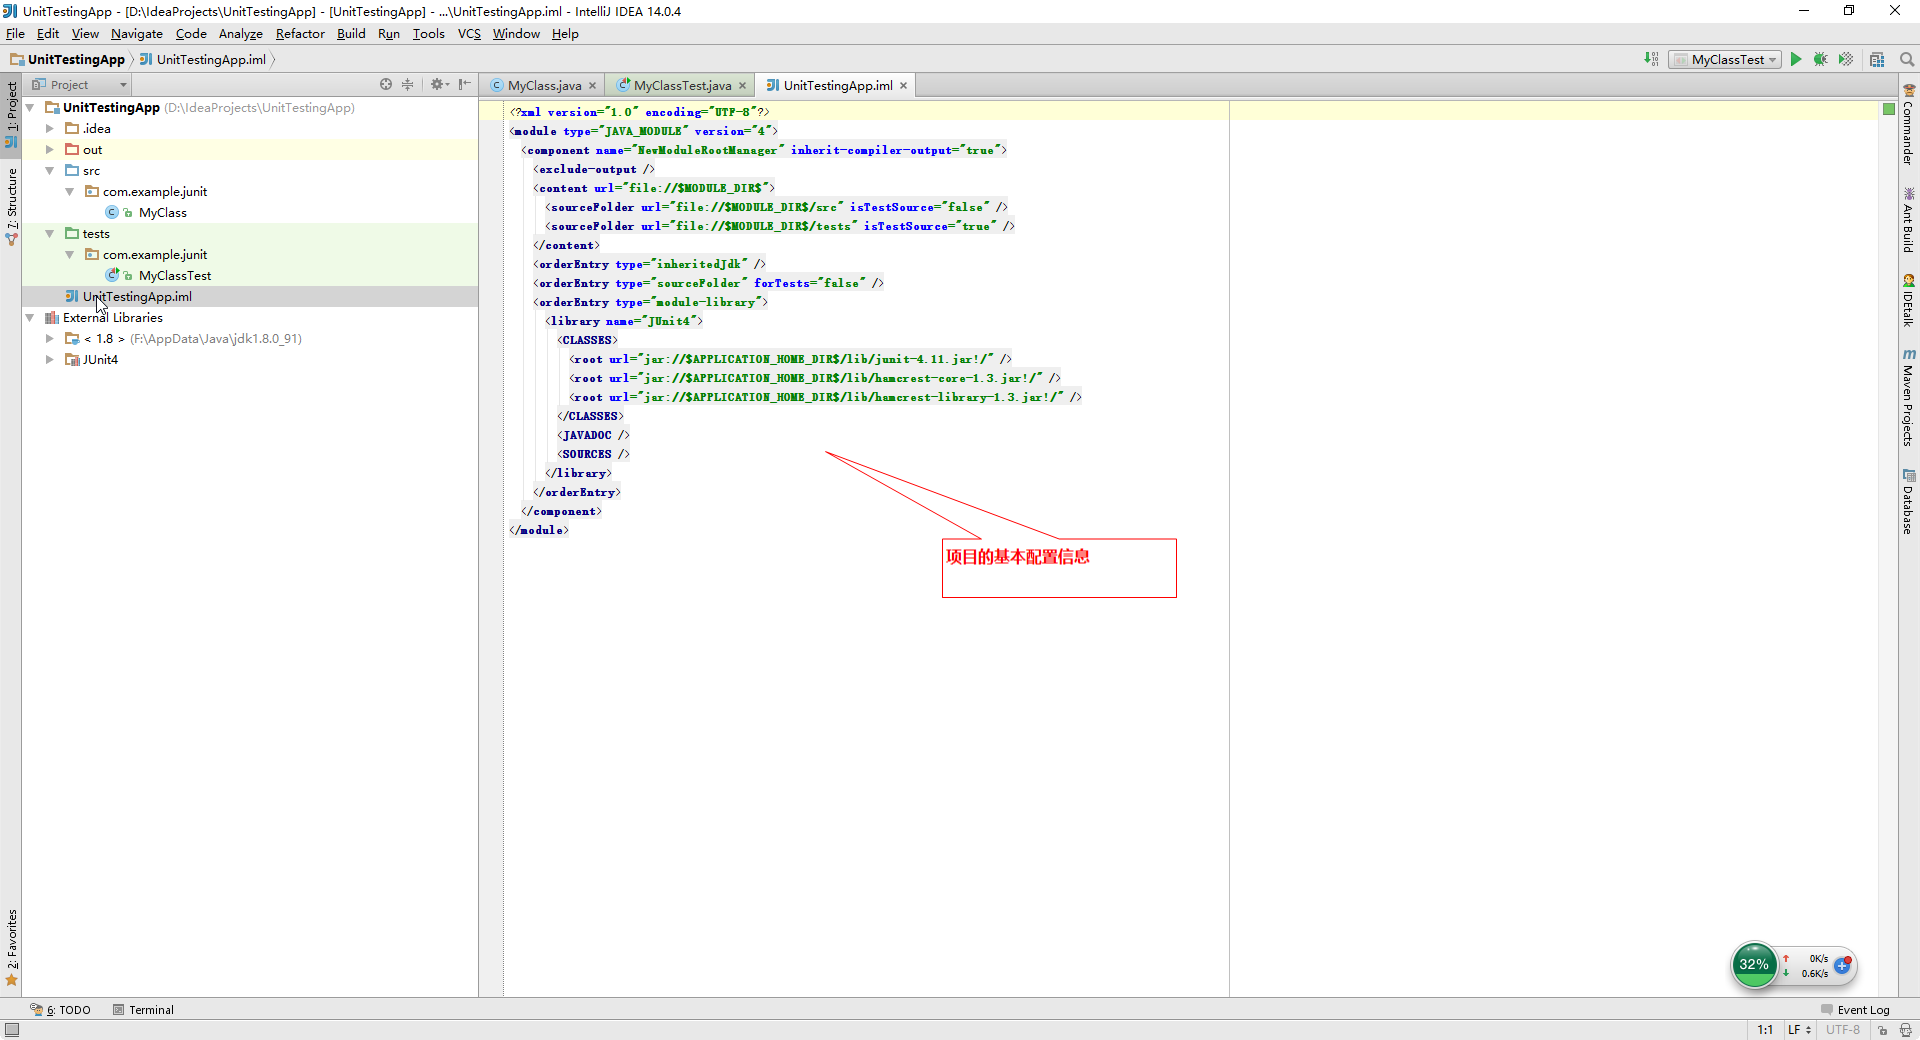 UnitTestingApp - [D:\IdeaProjects\UnitTestingApp] - [UnitTestingApp] - ...\UnitTestingApp.iml - IntelliJ IDEA 14.0.4
File Edit View Navigate Code Analyze Refactor Build Run Tools VCS Window Help
UnitTestingApp UnitTestingApp.iml MyClassTest
1: Project
7: Structure
2: Favorites
Project
UnitTestingApp (D:\IdeaProjects\UnitTestingApp)
.idea
out
src
com.example.junit
MyClass
tests
com.example.junit
MyClassTest
UnitTestingApp.iml
External Libraries
< 1.8 > (F:\AppData\Java\jdk1.8.0_91)
JUnit4
MyClass.java MyClassTest.java UnitTestingApp.iml
<?xml version="1.0" encoding="UTF-8"?>
<module type="JAVA_MODULE" version="4">
<component name="NewModuleRootManager" inherit-compiler-output="true">
<exclude-output />
<content url="file://$MODULE_DIR$">
<sourceFolder url="file://$MODULE_DIR$/src" isTestSource="false" />
<sourceFolder url="file://$MODULE_DIR$/tests" isTestSource="true" />
</content>
<orderEntry type="inheritedJdk" />
<orderEntry type="sourceFolder" forTests="false" />
<orderEntry type="module-library">
<library name="JUnit4">
<CLASSES>
<root url="jar://$APPLICATION_HOME_DIR$/lib/junit-4.11.jar!/" />
<root url="jar://$APPLICATION_HOME_DIR$/lib/hamcrest-core-1.3.jar!/" />
<root url="jar://$APPLICATION_HOME_DIR$/lib/hamcrest-library-1.3.jar!/" />
</CLASSES>
<JAVADOC />
<SOURCES />
</library>
</orderEntry>
</component>
</module>
项目的基本配置信息
Commander
Ant Build
IDEtalk
Maven Projects
Database
32%
0K/s
0.6K/s
6: TODO Terminal Event Log
1:1 LF UTF-8